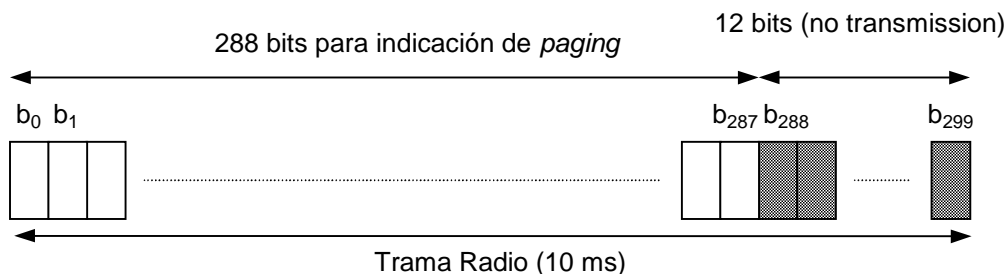 12 bits (no transmission)
288 bits para indicación de paging
b0 b1 b287 b288 b299
Trama Radio (10 ms)